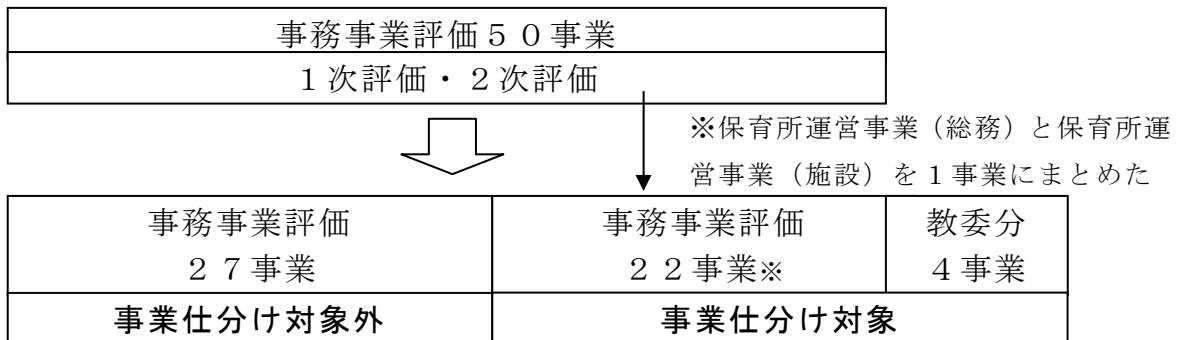 事務事業評価５０事業
１次評価・２次評価
※保育所運営事業（総務）と保育所運
営事業（施設）を１事業にまとめた
事務事業評価
２７事業
事務事業評価
２２事業※
教委分
４事業
事業仕分け対象外
事業仕分け対象